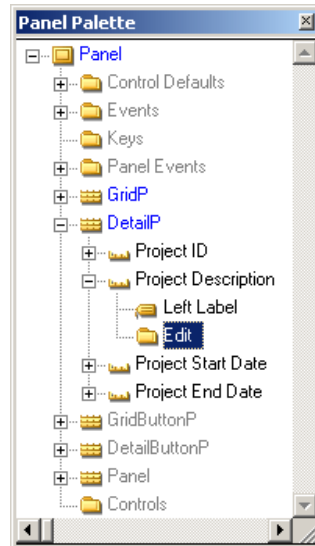 Panel Palette
Panel
Control Defaults
Events
Keys
Panel Events
GridP
DetailP
Project ID
Project Description
Left Label
Edit
Project Start Date
Project End Date
GridButtonP
DetailButtonP
Panel
Controls